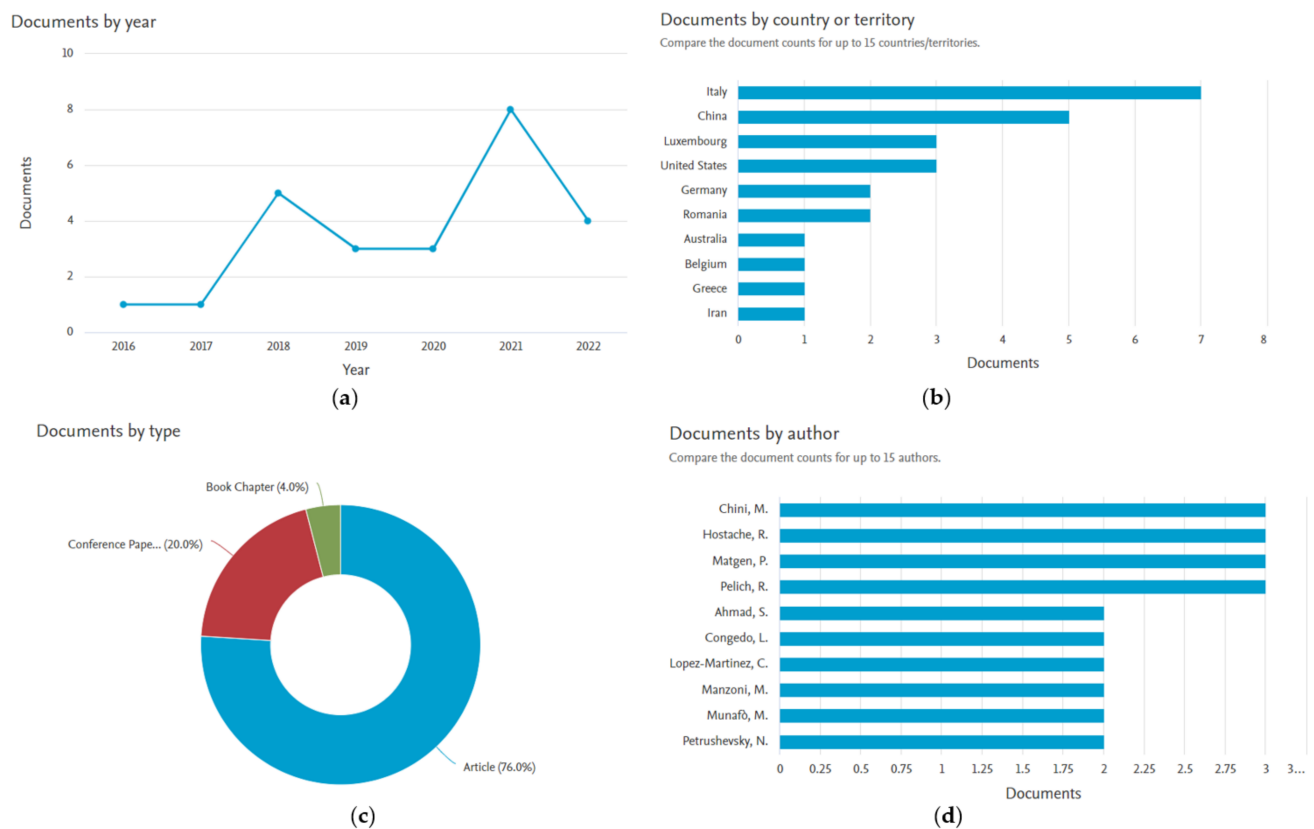 Documents by year
10
8
6
4
2
0
Documents
2016 2017 2018 2019 2020 2021 2022
Year
(a)
Documents by country or territory
Compare the document counts for up to 15 countries/territories.
Italy
China
Luxembourg
United States
Germany
Romania
Australia
Belgium
Greece
Iran
0 1 2 3 4 5 6 7 8
Documents
(b)
Documents by type
Book Chapter (4.0%)
Conference Pape... (20.0%)
Article (76.0%)
(c)
Documents by author
Compare the document counts for up to 15 authors.
Chini, M.
Hostache, R.
Matgen, P.
Pelich, R.
Ahmad, S.
Congedo, L.
Lopez-Martinez, C.
Manzoni, M.
Munafò, M.
Petrushevsky, N.
0 0.25 0.5 0.75 1 1.25 1.5 1.75 2 2.25 2.5 2.75 3 3...
Documents
(d)